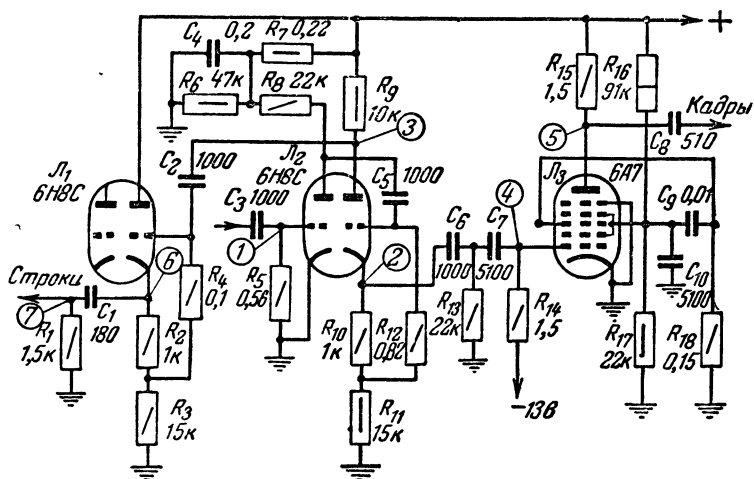 C4 0,2 R7 0,22 +
R6 47к R8 22к R9 10к R15 1,5 R16 91к
Кадры
C2 1000 3 5 C8 510
Л1 6Н8С Л2 6Н8С C5 1000 Л3 6А7
C3 1000 C6 1000 C7 5100 4 C9 0,01
1 2
Строки 6 R4 0,1 R5 0,56 C10 5100
7 C1 180
R1 1,5к R2 1к R10 1к R12 0,82 R13 22к R14 1,5 R17 22к R18 0,15
R3 15к R11 15к -13в